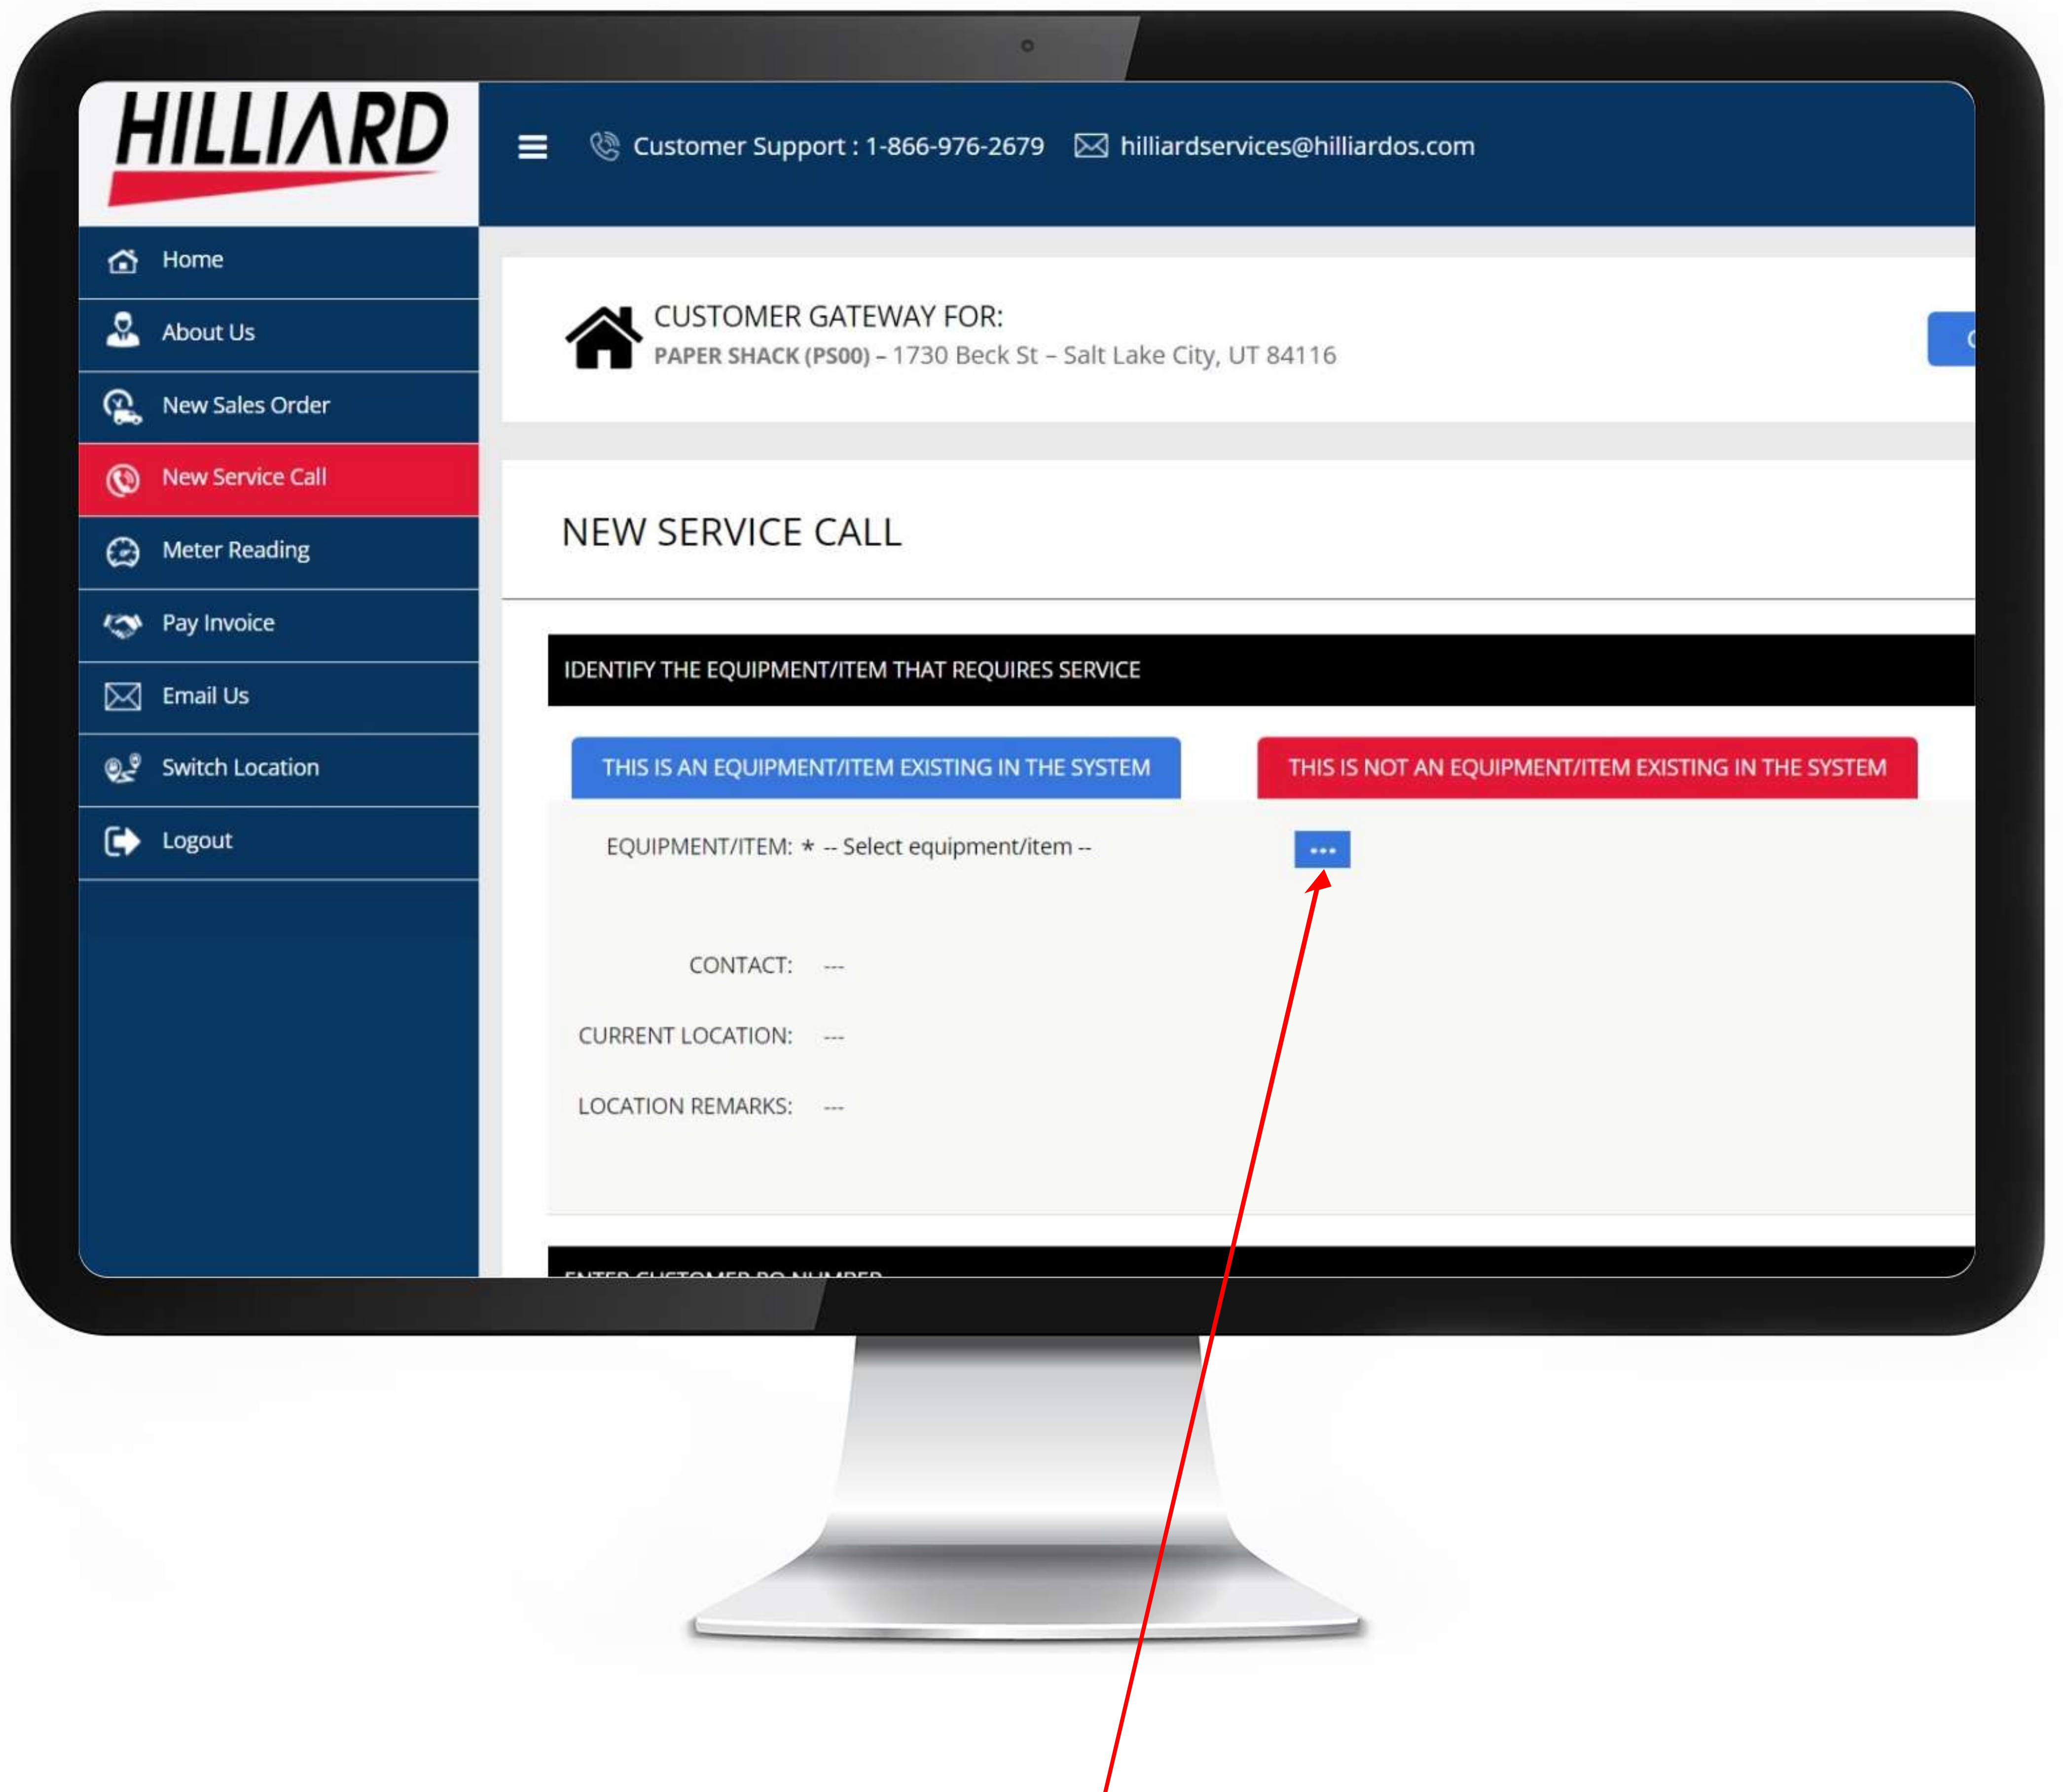 HILLIARD
Customer Support : 1-866-976-2679 hilliardservices@hilliardos.com
Home
About Us
New Sales Order
New Service Call
Meter Reading
Pay Invoice
Email Us
Switch Location
Logout
CUSTOMER GATEWAY FOR:
PAPER SHACK (PS00) – 1730 Beck St – Salt Lake City, UT 84116
NEW SERVICE CALL
IDENTIFY THE EQUIPMENT/ITEM THAT REQUIRES SERVICE
THIS IS AN EQUIPMENT/ITEM EXISTING IN THE SYSTEM
THIS IS NOT AN EQUIPMENT/ITEM EXISTING IN THE SYSTEM
EQUIPMENT/ITEM: * -- Select equipment/item -- ...
CONTACT: ---
CURRENT LOCATION: ---
LOCATION REMARKS: ---
ENTER CUSTOMER PO NUMBER